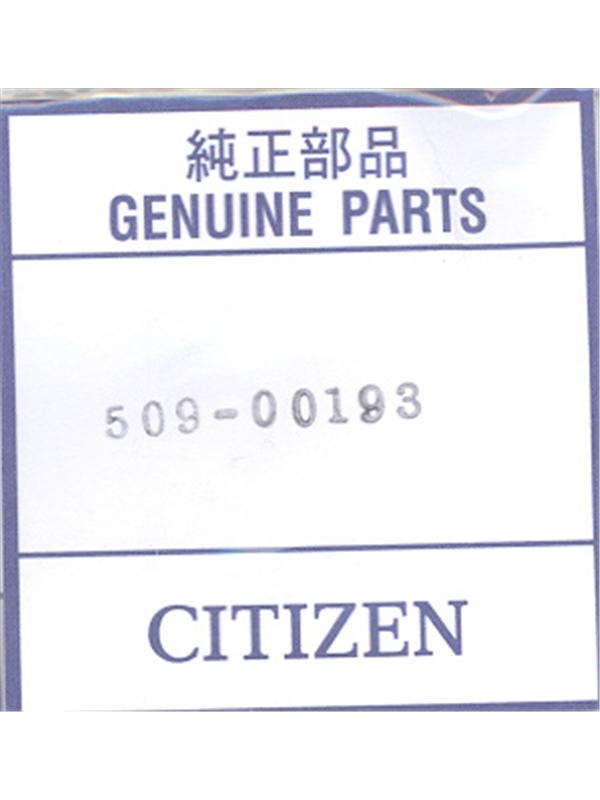 純正部品
GENUINE PARTS
509-00193
CITIZEN